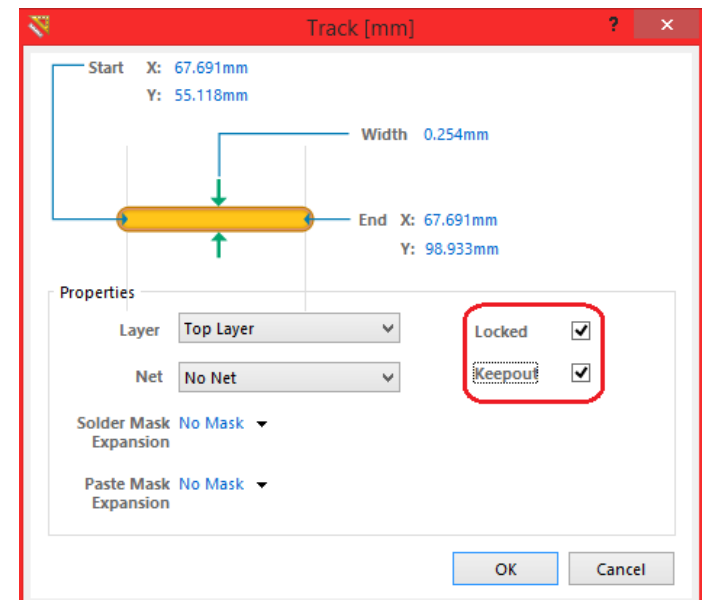 Track [mm]
?
Start X: 67.691mm
Y: 55.118mm
Width 0.254mm
End X: 67.691mm
Y: 98.933mm
Properties
Layer Top Layer
Locked
Net No Net
Keepout
Solder Mask No Mask
Expansion
Paste Mask No Mask
Expansion
OK Cancel